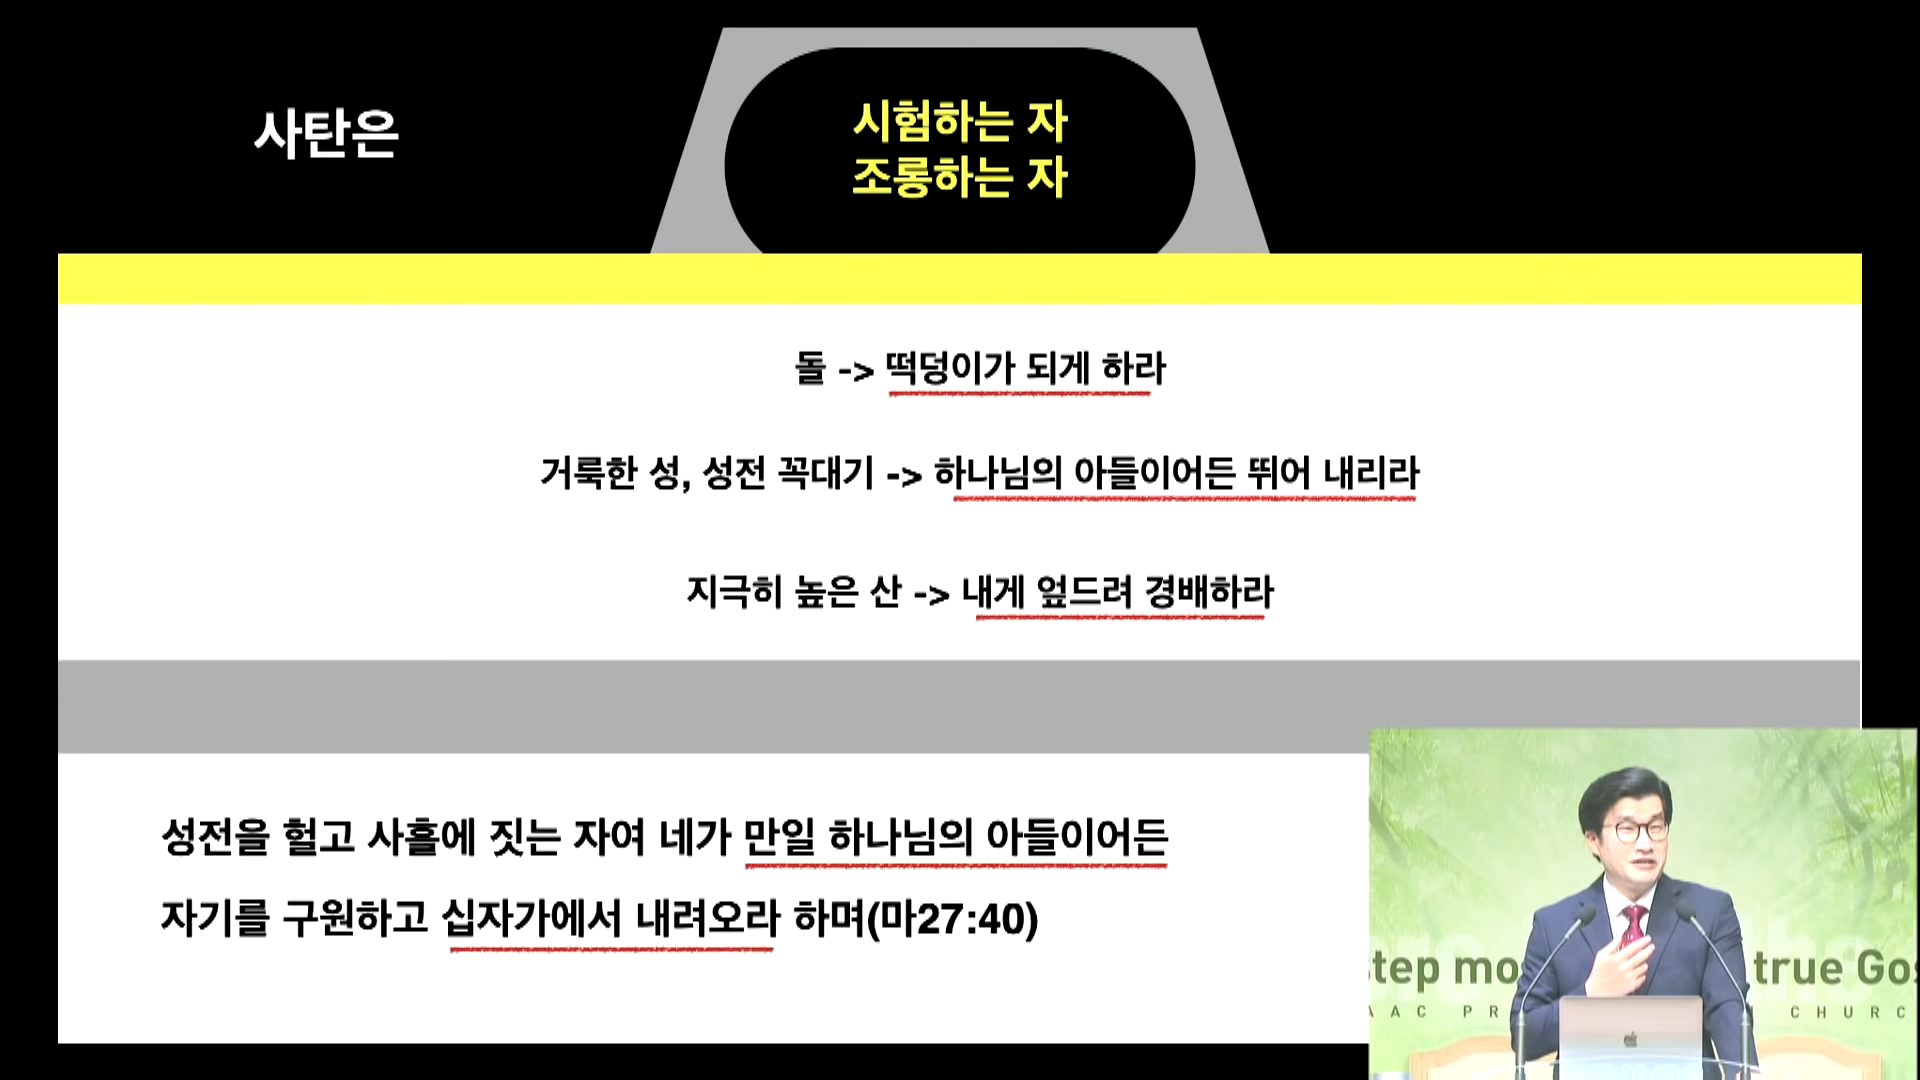 사탄은
시험하는 자
조롱하는 자
돌 -> 떡덩이가 되게 하라
거룩한 성, 성전 꼭대기 -> 하나님의 아들이어든 뛰어 내리라
지극히 높은 산 -> 내게 엎드려 경배하라
성전을 헐고 사흘에 짓는 자여 네가 만일 하나님의 아들이어든
자기를 구원하고 십자가에서 내려오라 하며(마27:40)
true